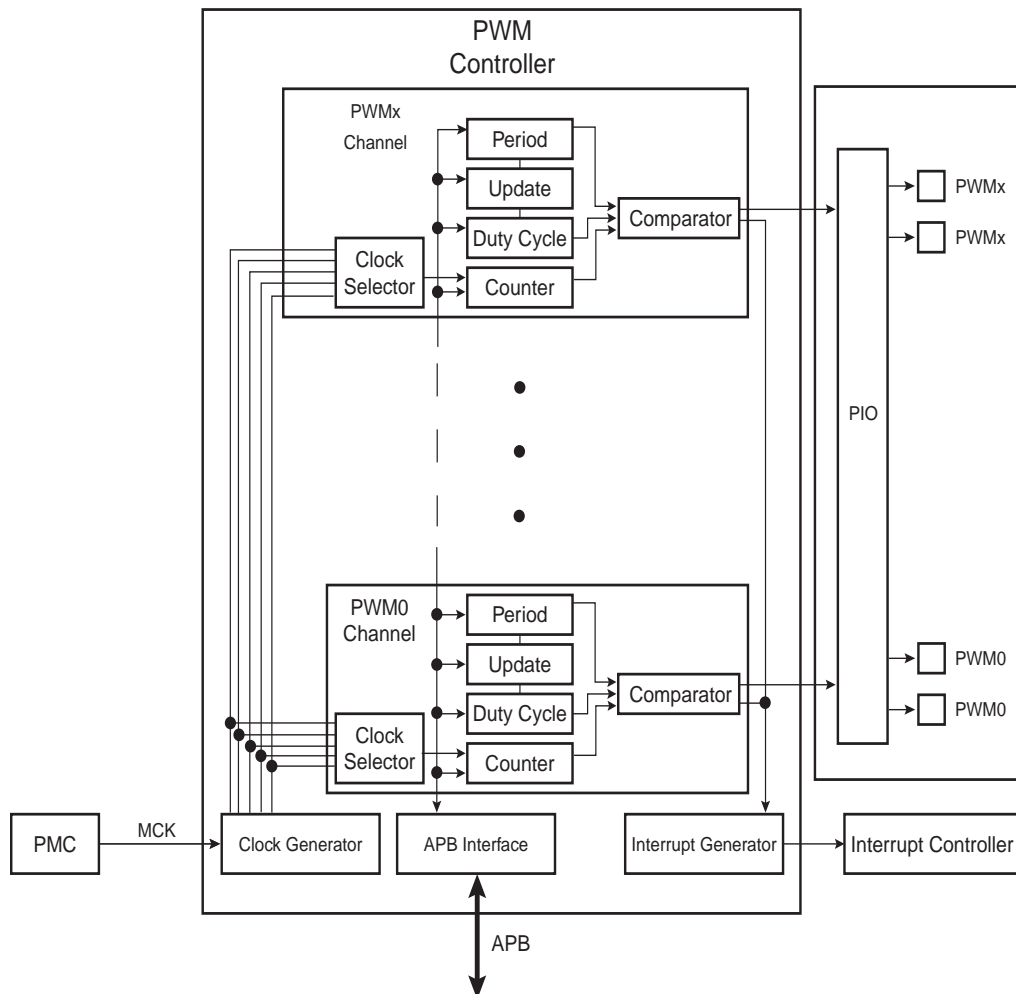 PWM
Controller
PWMx
Channel
Period
Update
Duty Cycle
Counter
Clock
Selector
Comparator
PIO
PWMx
PWMx
PWM0
Channel
Period
Update
Duty Cycle
Counter
Clock
Selector
Comparator
PWM0
PWM0
PMC
MCK
Clock Generator
APB Interface
Interrupt Generator
Interrupt Controller
APB